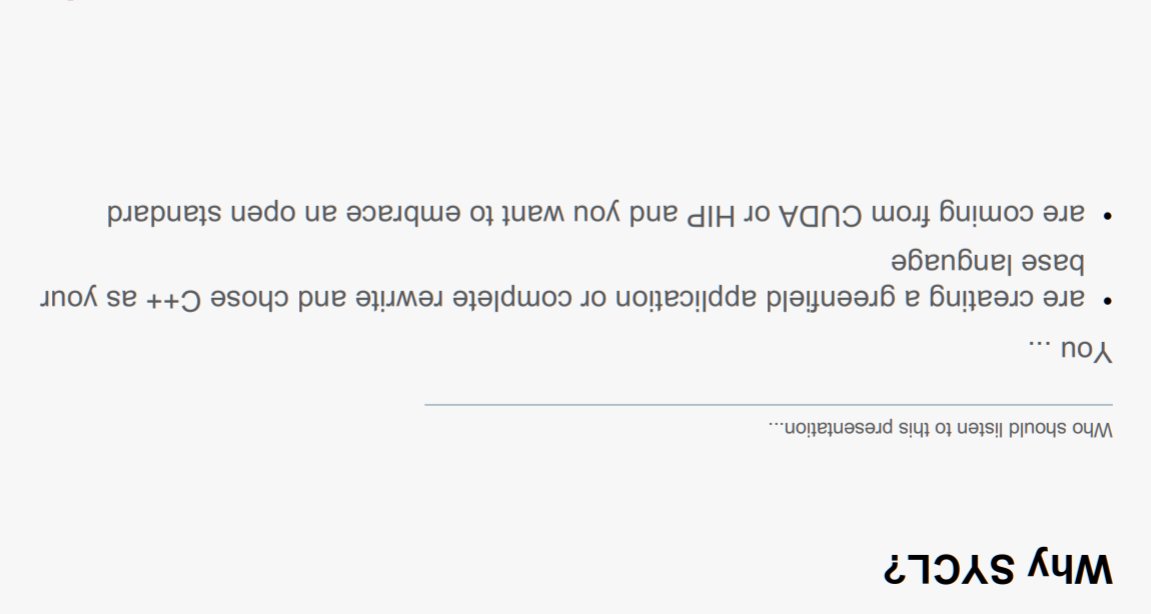 Why SYCL?
Who should listen to this presentation...
You ...
• are creating a greenfield application or complete rewrite and chose C++ as your
base language
• are coming from CUDA or HIP and you want to embrace an open standard